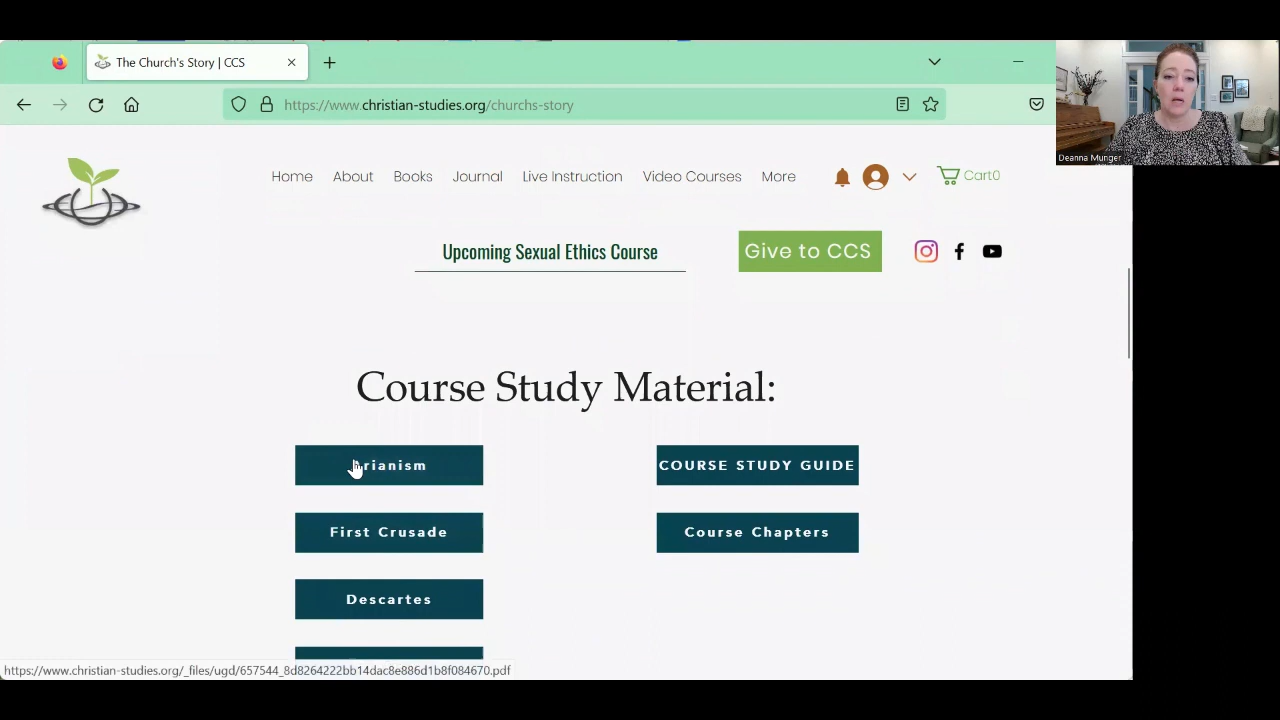 The Church's Story | CCS
https://www.christian-studies.org/churchs-story
Deanna Munger
Home About Books Journal Live Instruction Video Courses More Cart0
Upcoming Sexual Ethics Course Give to CCS
Course Study Material:
rianism COURSE STUDY GUIDE
First Crusade Course Chapters
Descartes
https://www.christian-studies.org/_files/ugd/657544_8d8264222bb14dac8e886d1b8f084670.pdf